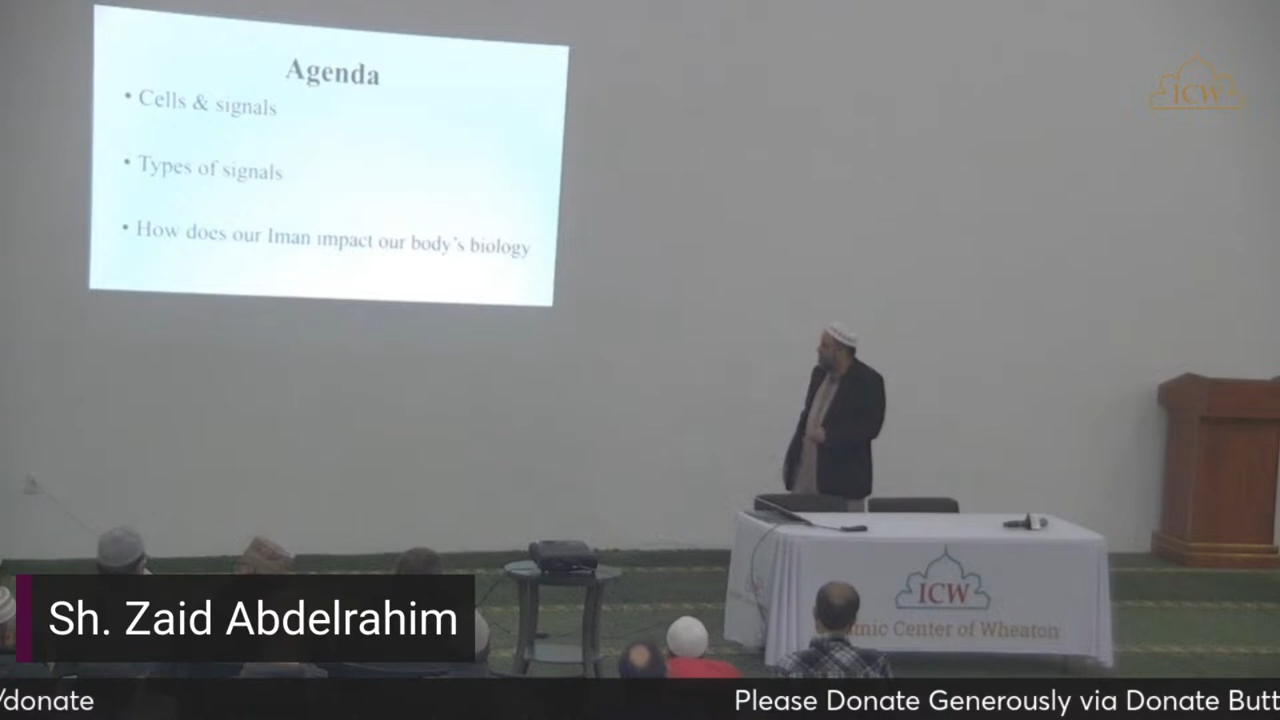 Agenda
• Cells & signals
• Types of signals
• How does our Iman impact our body's biology
ICW
ICW
mic Center of Wheaton
Sh. Zaid Abdelrahim
/donate
Please Donate Generously via Donate Butt